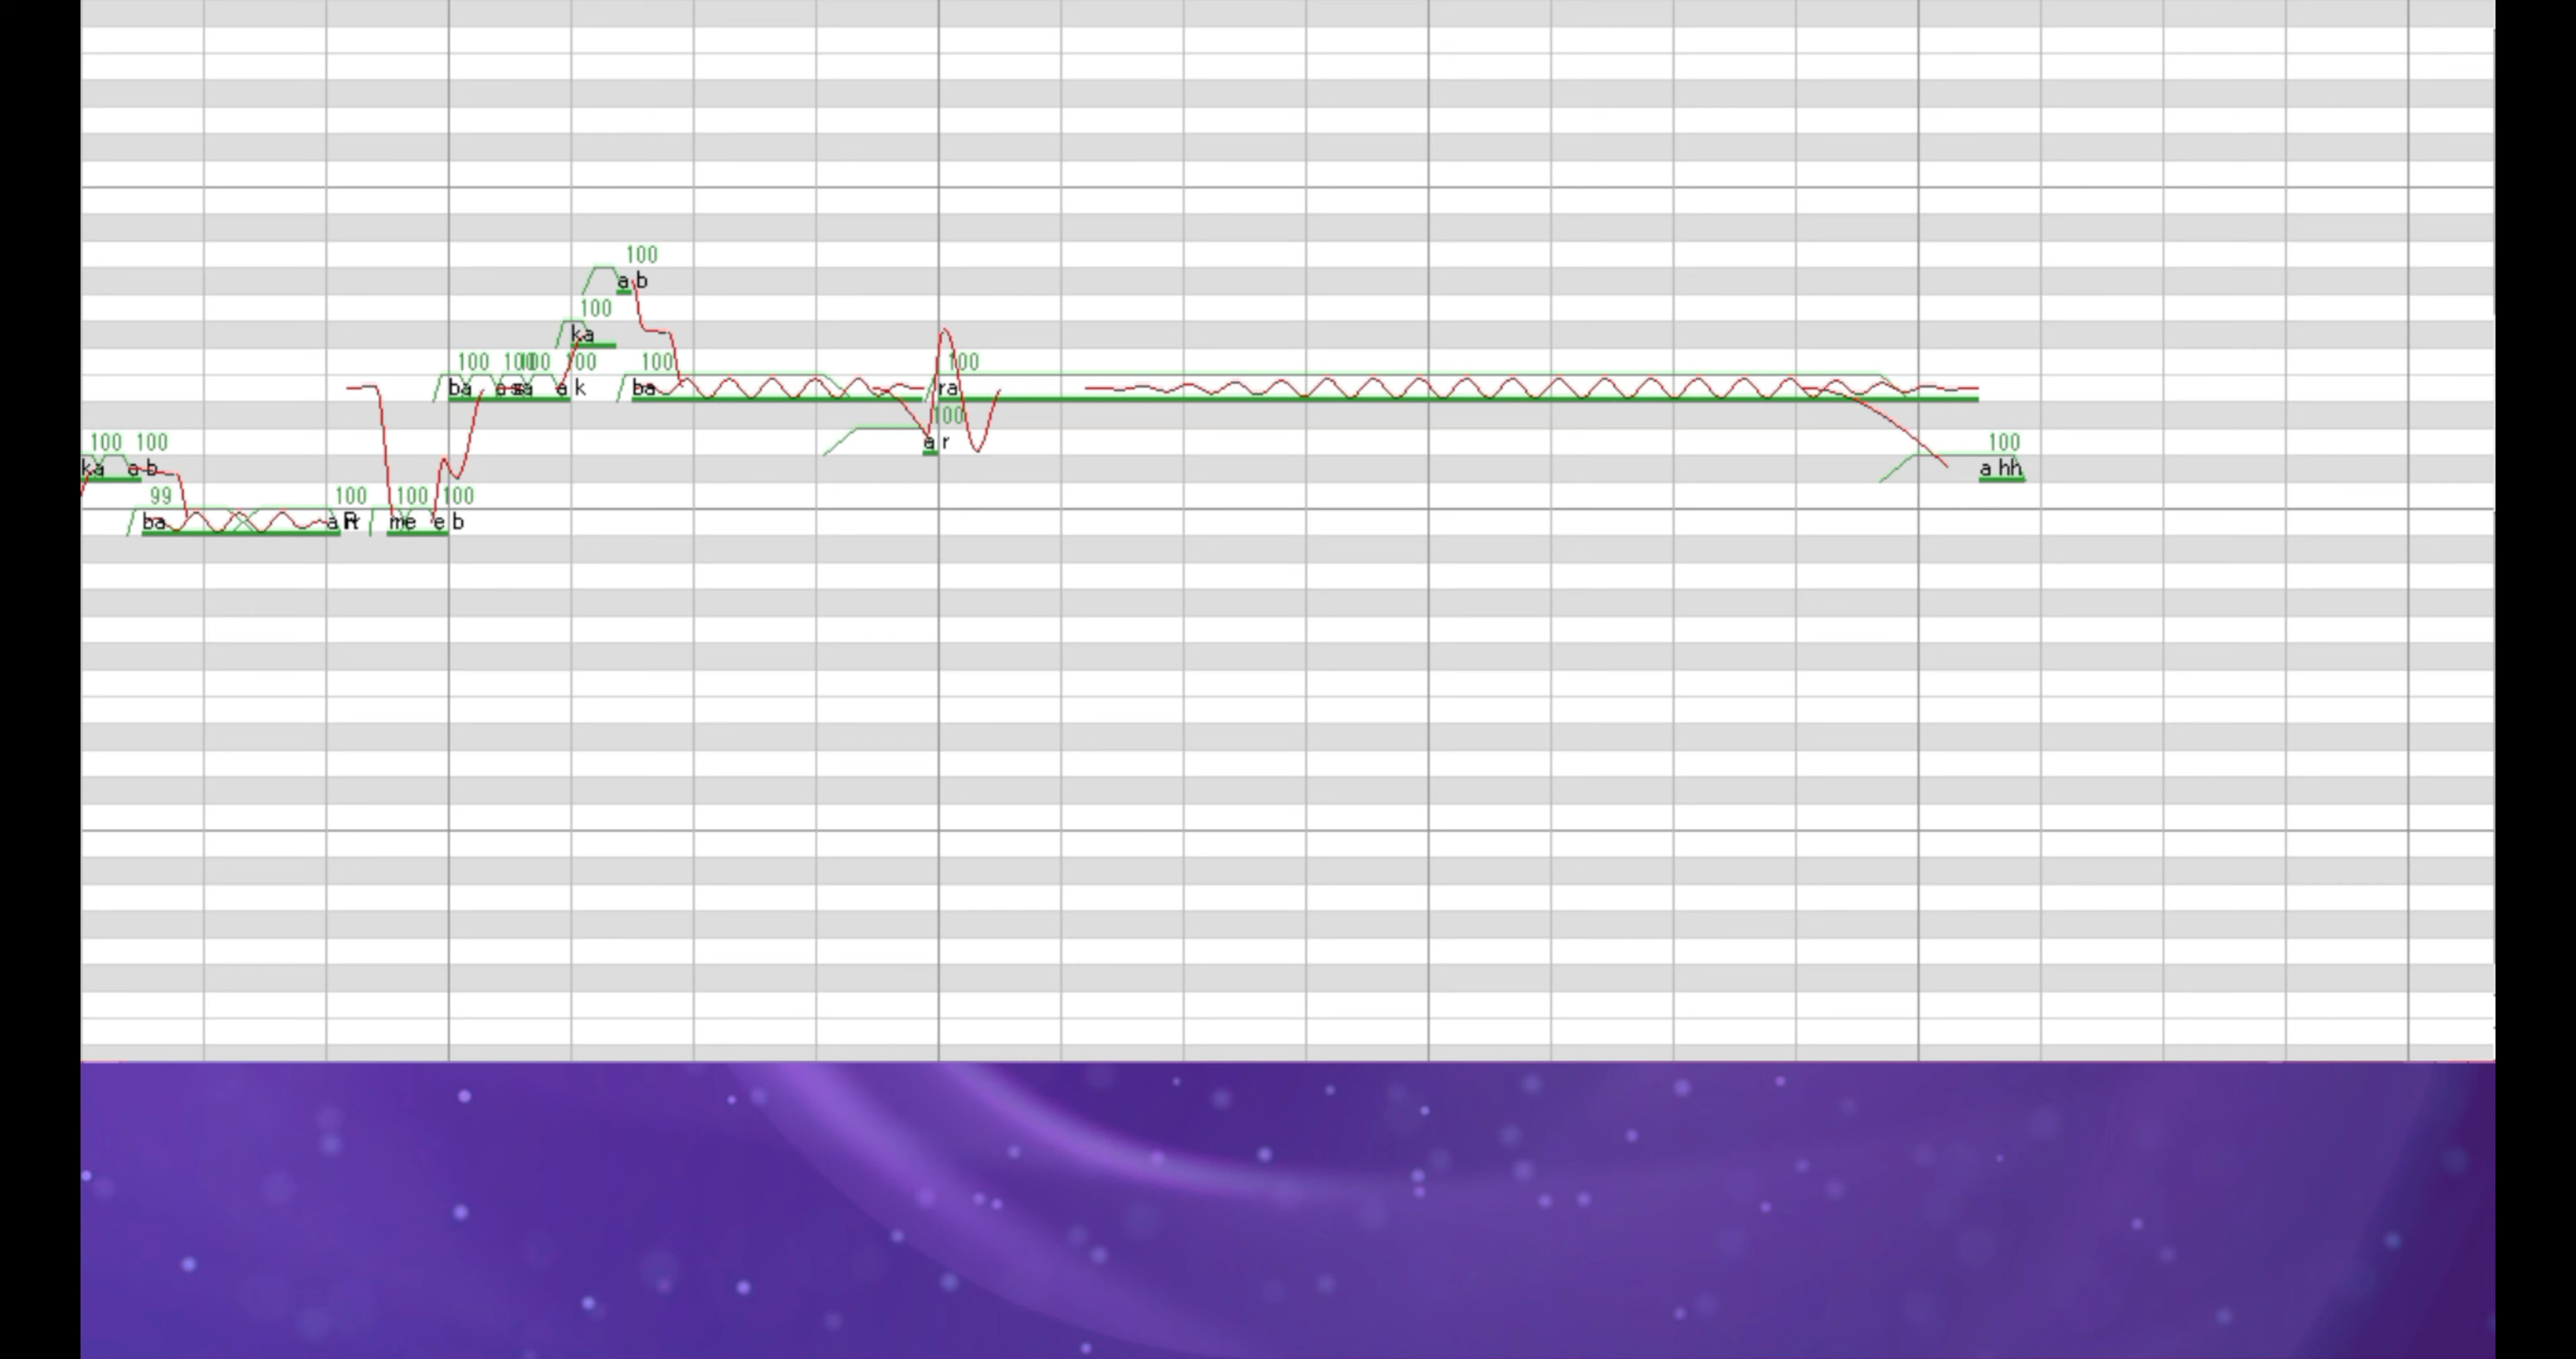 100
a b
100
ka
100 100 100 100 100 100
ba a s sa a k ba ra
100
a r
100 100 100
ka a b a hh
99 100 100 100
ba a R me e b